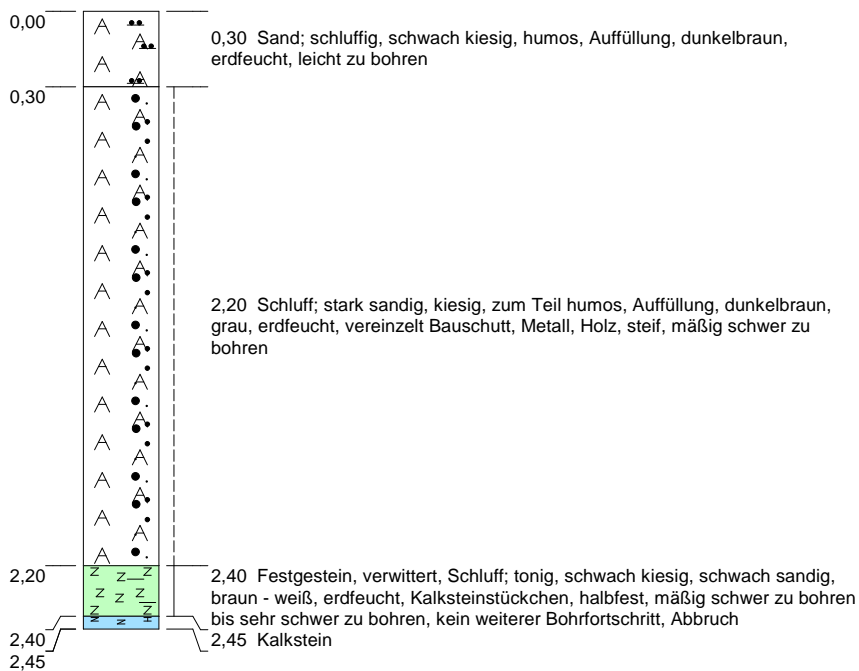 0,00
0,30 Sand; schluffig, schwach kiesig, humos, Auffüllung, dunkelbraun,
erdfeucht, leicht zu bohren
0,30
2,20 Schluff; stark sandig, kiesig, zum Teil humos, Auffüllung, dunkelbraun,
grau, erdfeucht, vereinzelt Bauschutt, Metall, Holz, steif, mäßig schwer zu
bohren
2,20
2,40 Festgestein, verwittert, Schluff; tonig, schwach kiesig, schwach sandig,
braun - weiß, erdfeucht, Kalksteinstückchen, halbfest, mäßig schwer zu bohren
bis sehr schwer zu bohren, kein weiterer Bohrfortschritt, Abbruch
2,40
2,45 Kalkstein
2,45